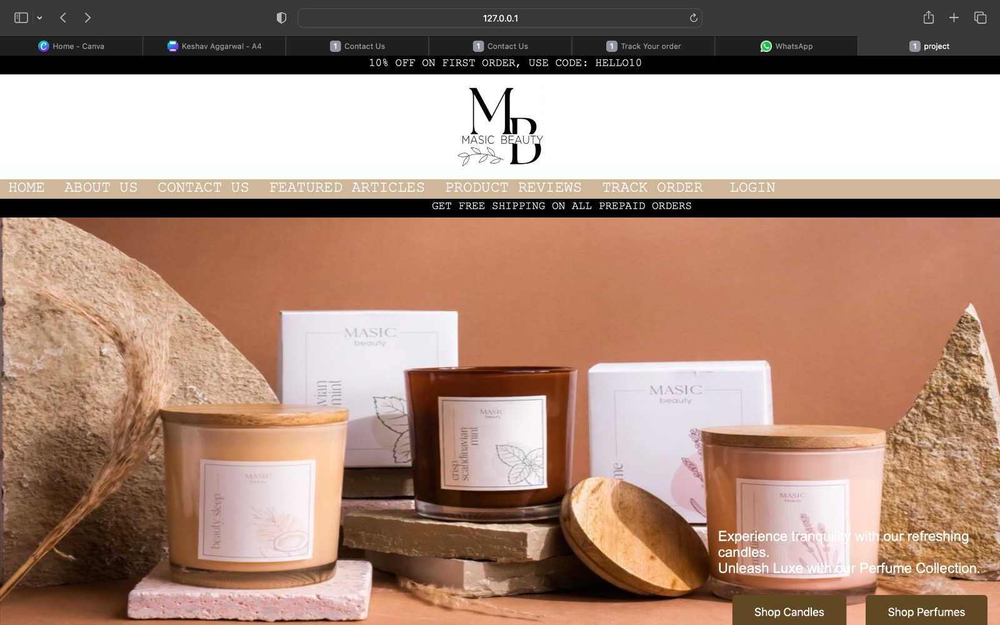 127.0.0.1
Home - Canva
Keshav Aggarwal - A4
1 Contact Us
1 Contact Us
1 Track Your order
WhatsApp
1 project
10% OFF ON FIRST ORDER, USE CODE: HELLO10
MB
MASIC BEAUTY
HOME ABOUT US CONTACT US FEATURED ARTICLES PRODUCT REVIEWS TRACK ORDER LOGIN
GET FREE SHIPPING ON ALL PREPAID ORDERS
MASIC
beauty
MASIC
beauty
MASIC
beauty
crisp
scandinavian
mint
MASIC
beauty
beauty sleep
MASIC
beauty
Experience tranquility with our refreshing
candles.
Unleash Luxe with our Perfume Collection.
Shop Candles
Shop Perfumes